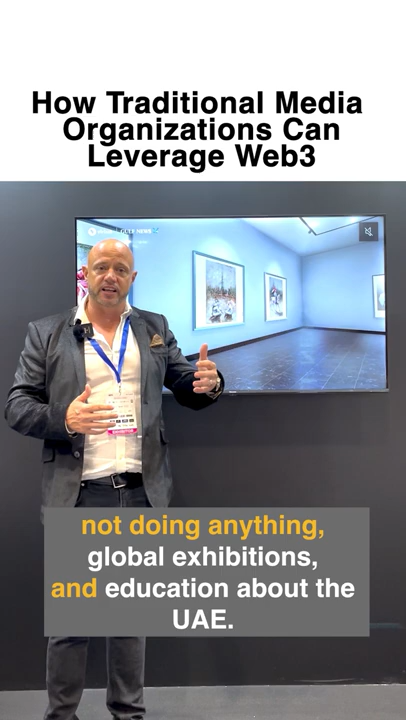 How Traditional Media
Organizations Can
Leverage Web3
not doing anything,
global exhibitions,
and education about the
UAE.